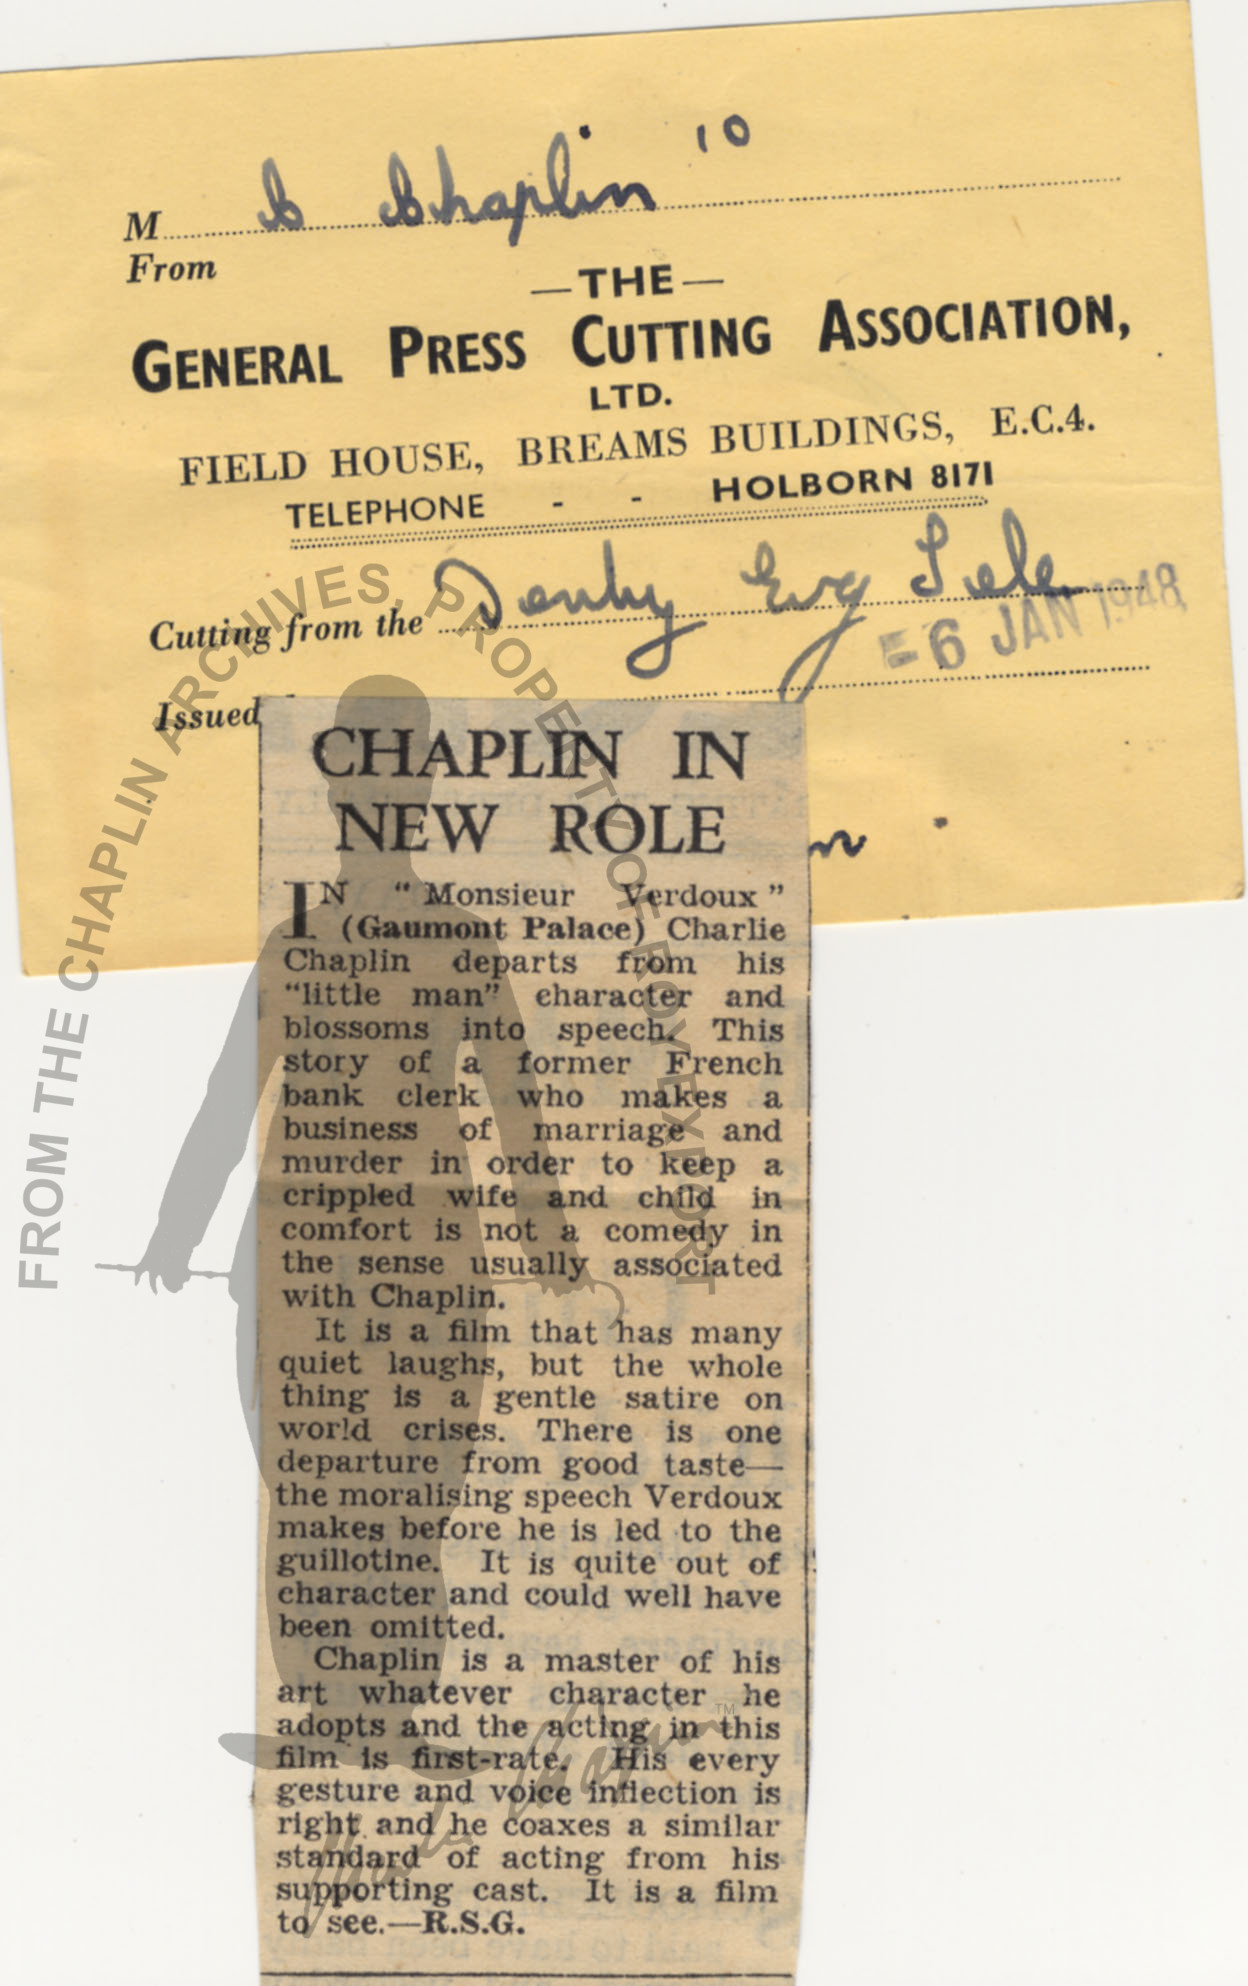 M C Chaplin 10
From
—THE—
GENERAL PRESS CUTTING ASSOCIATION,
LTD.
FIELD HOUSE, BREAMS BUILDINGS, E.C.4.
TELEPHONE - - HOLBORN 8171
Cutting from the Derby Evg Tele
-6 JAN 1948
Issued
CHAPLIN IN
NEW ROLE
IN "Monsieur Verdoux"
(Gaumont Palace) Charlie
Chaplin departs from his
"little man" character and
blossoms into speech. This
story of a former French
bank clerk who makes a
business of marriage and
murder in order to keep a
crippled wife and child in
comfort is not a comedy in
the sense usually associated
with Chaplin.
It is a film that has many
quiet laughs, but the whole
thing is a gentle satire on
world crises. There is one
departure from good taste—
the moralising speech Verdoux
makes before he is led to the
guillotine. It is quite out of
character and could well have
been omitted.
Chaplin is a master of his
art whatever character he
adopts and the acting in this
film is first-rate. His every
gesture and voice inflection is
right and he coaxes a similar
standard of acting from his
supporting cast. It is a film
to see.—R.S.G.
FROM THE CHAPLIN ARCHIVES, PROPERTY OF ROY EXPORT
Charlie Chaplin TM